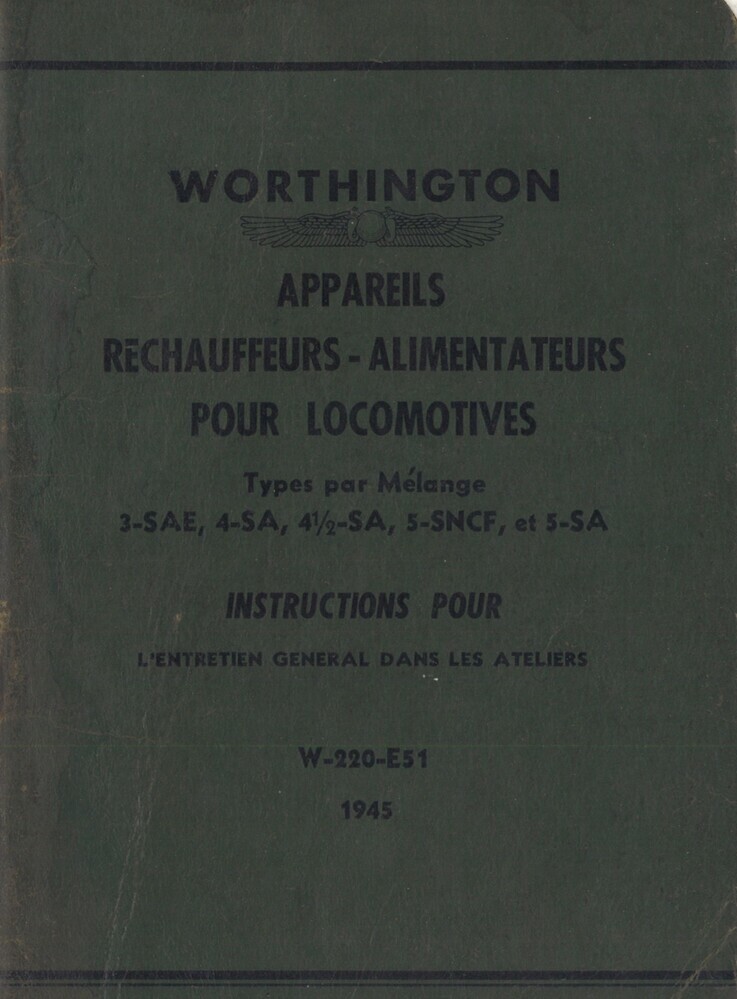 WORTHINGTON
APPAREILS
RECHAUFFEURS - ALIMENTATEURS
POUR LOCOMOTIVES
Types par Mélange
3-SAE, 4-SA, 4½-SA, 5-SNCF, et 5-SA
INSTRUCTIONS POUR
L'ENTRETIEN GENERAL DANS LES ATELIERS
W-220-E51
1945